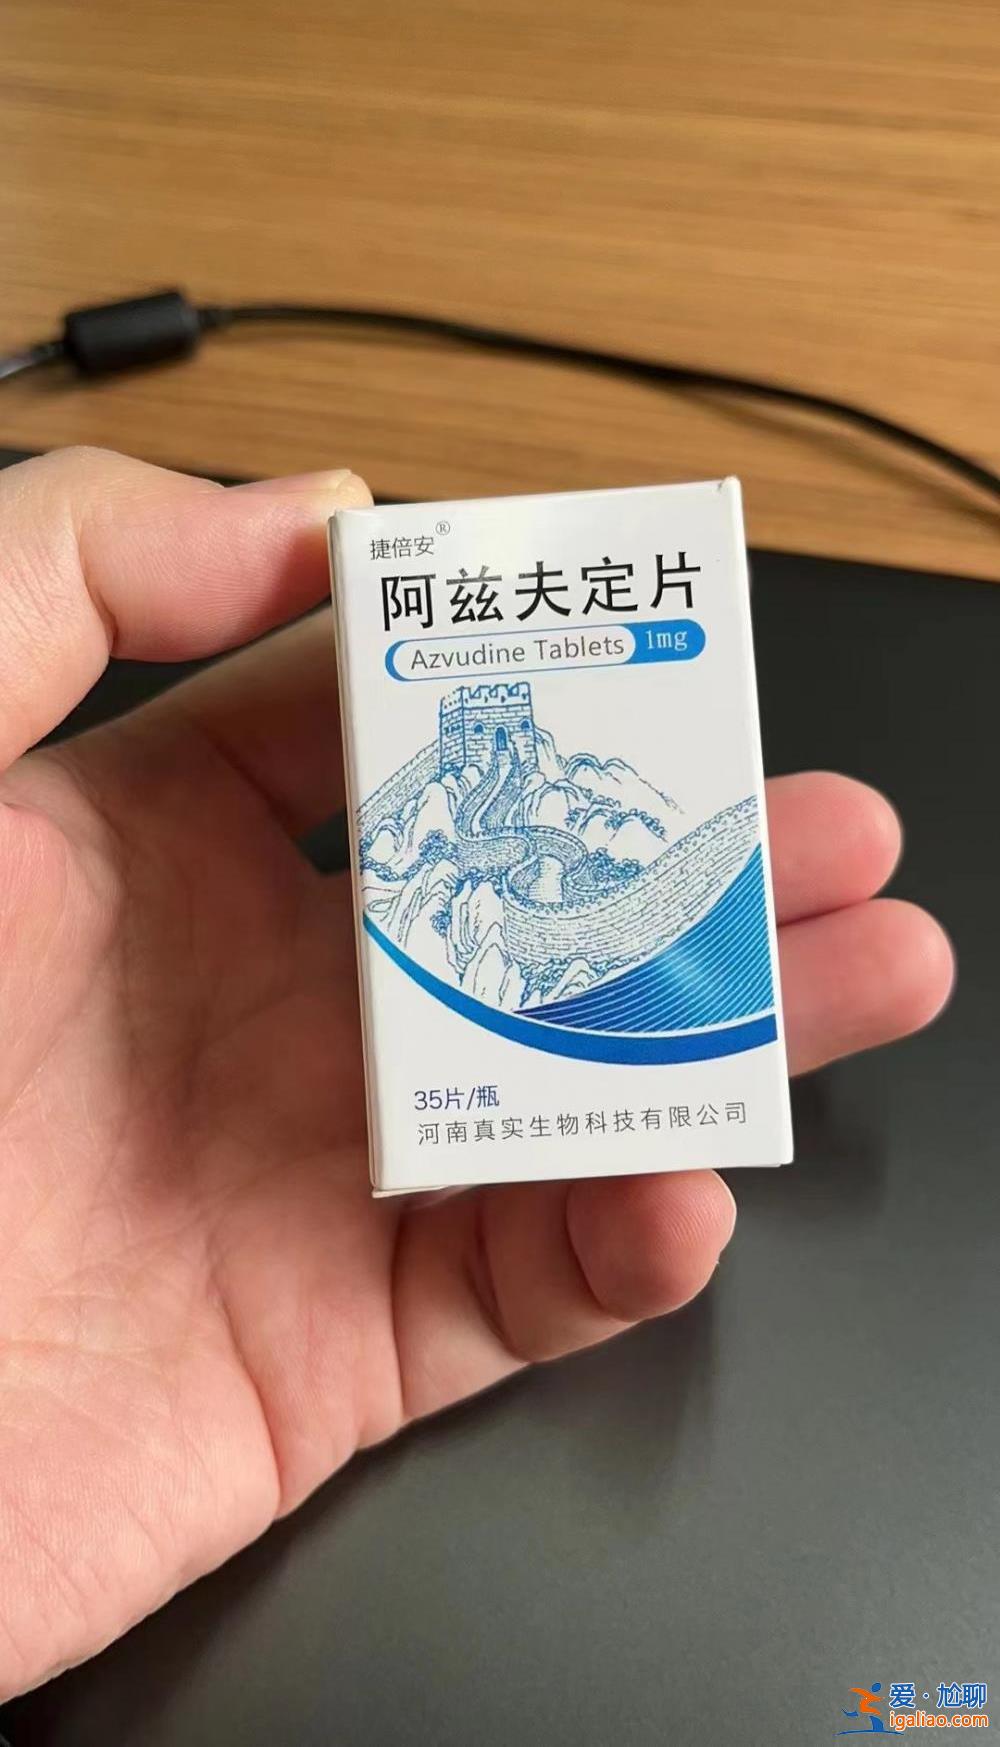 捷倍安®
阿兹夫定片
Azvudine Tablets 1mg
35片/瓶
河南真实生物科技有限公司
爱·尬聊
igaliao.com